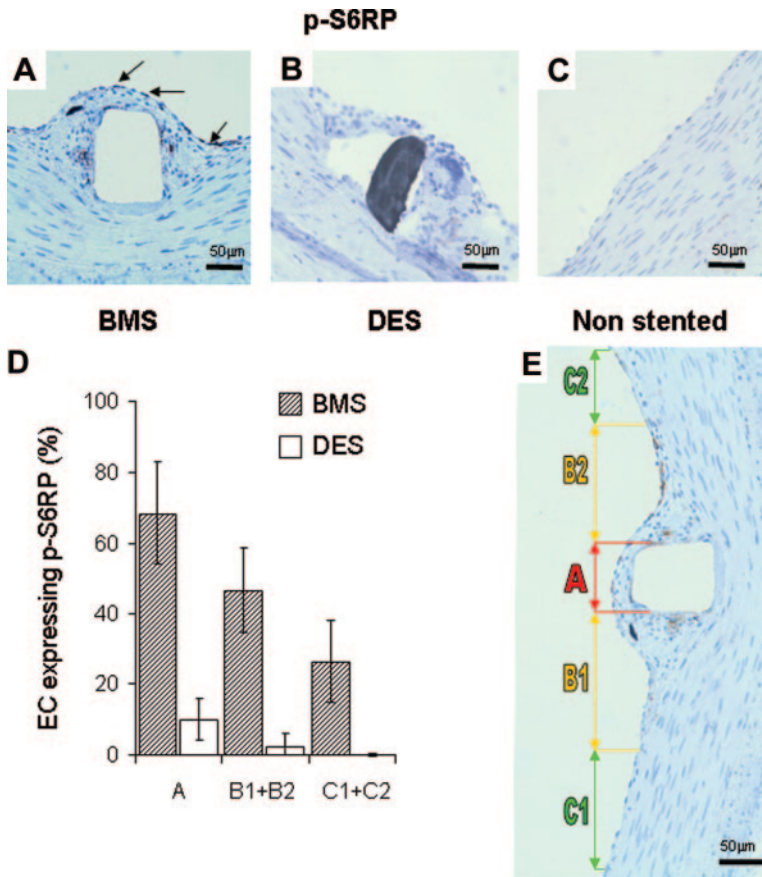 p-S6RP
A
B
C
50µm
50µm
50µm
BMS
DES
Non stented
D
EC expressing p-S6RP (%)
100
80
60
40
20
0
BMS
DES
A
B1+B2
C1+C2
E
C2
B2
A
B1
C1
50µm